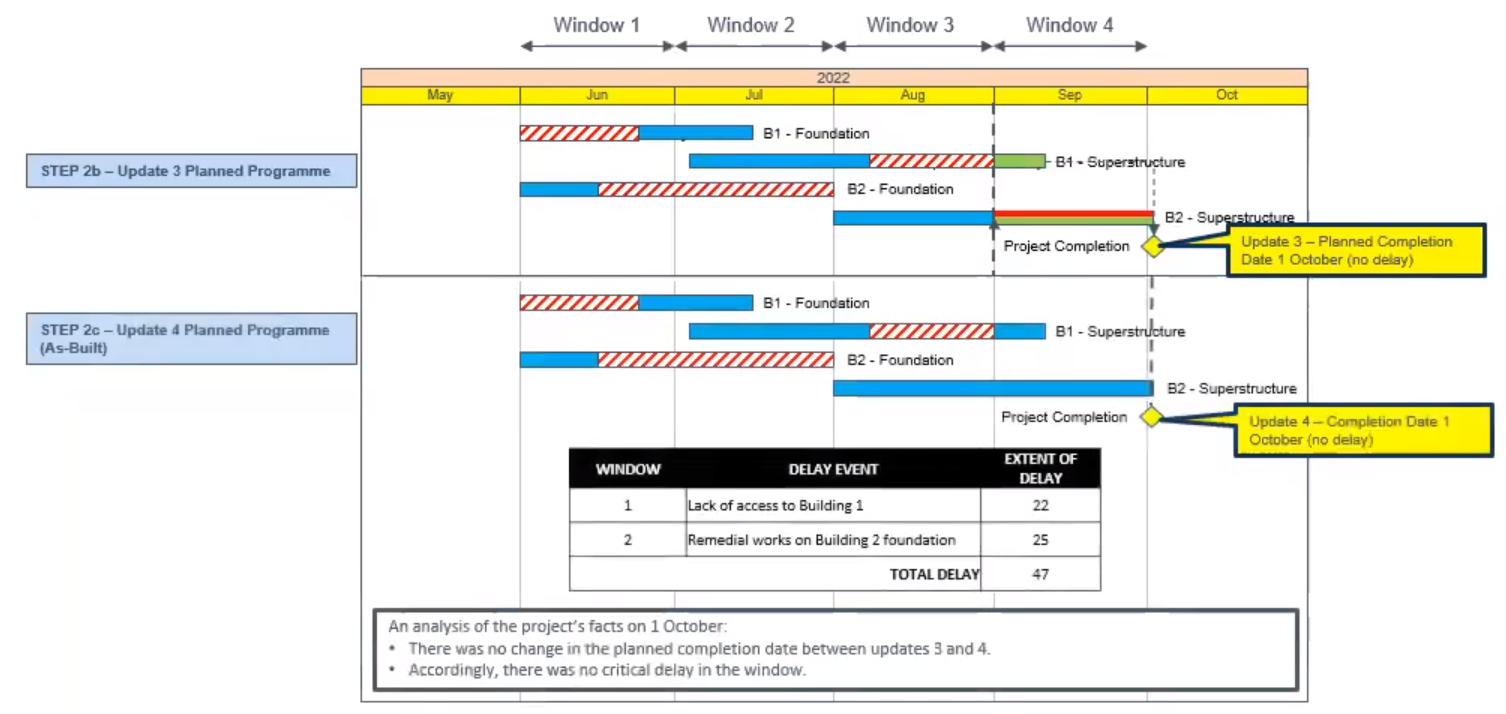 Window 1 Window 2 Window 3 Window 4
2022
May Jun Jul Aug Sep Oct
B1 - Foundation
STEP 2b – Update 3 Planned Programme
B1 - Superstructure
B2 - Foundation
B2 - Superstructure
Project Completion
Update 3 – Planned Completion
Date 1 October (no delay)
B1 - Foundation
STEP 2c – Update 4 Planned Programme
(As-Built)
B1 - Superstructure
B2 - Foundation
B2 - Superstructure
Project Completion
Update 4 – Completion Date 1
October (no delay)
WINDOW DELAY EVENT EXTENT OF
DELAY
1 Lack of access to Building 1 22
2 Remedial works on Building 2 foundation 25
TOTAL DELAY 47
An analysis of the project's facts on 1 October:
• There was no change in the planned completion date between updates 3 and 4.
• Accordingly, there was no critical delay in the window.